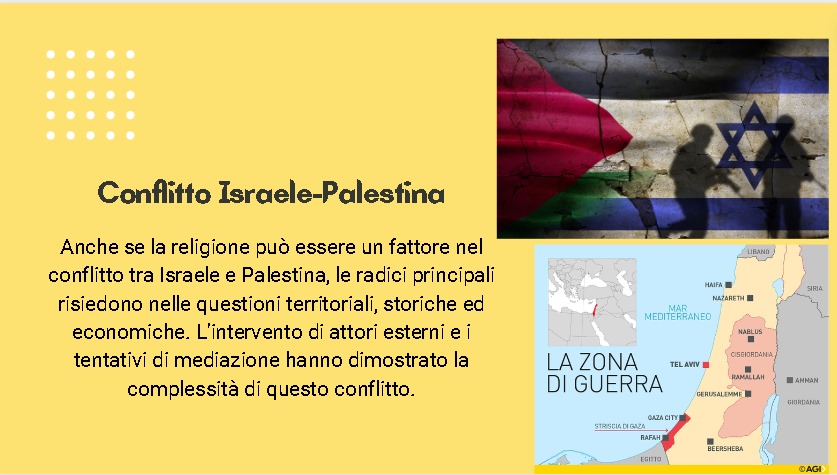 Conflitto Israele-Palestina
Anche se la religione può essere un fattore nel
conflitto tra Israele e Palestina, le radici principali
risiedono nelle questioni territoriali, storiche ed
economiche. L'intervento di attori esterni e i
tentativi di mediazione hanno dimostrato la
complessità di questo conflitto.
LIBANO
SIRIA
HAIFA
NAZARETH
MAR
MEDITERRANEO
NABLUS
CISGIORDANIA
LA ZONA
DI GUERRA
TEL AVIV
RAMALLAH
AMMAN
GERUSALEMME
GIORDANIA
GAZA CITY
STRISCIA DI GAZA
RAFAH
BEERSHEBA
EGITTO
©AGI